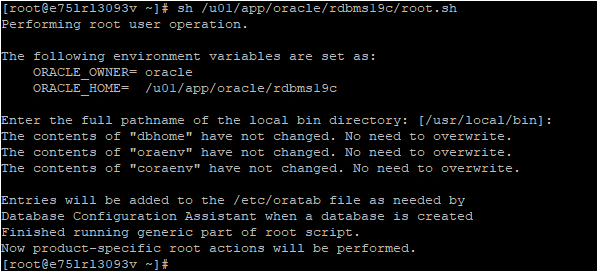 [root@e75lrl3093v ~]# sh /u01/app/oracle/rdbms19c/root.sh
Performing root user operation.

The following environment variables are set as:
    ORACLE_OWNER= oracle
    ORACLE_HOME=  /u01/app/oracle/rdbms19c

Enter the full pathname of the local bin directory: [/usr/local/bin]:
The contents of "dbhome" have not changed. No need to overwrite.
The contents of "oraenv" have not changed. No need to overwrite.
The contents of "coraenv" have not changed. No need to overwrite.

Entries will be added to the /etc/oratab file as needed by
Database Configuration Assistant when a database is created
Finished running generic part of root script.
Now product-specific root actions will be performed.
[root@e75lrl3093v ~]#